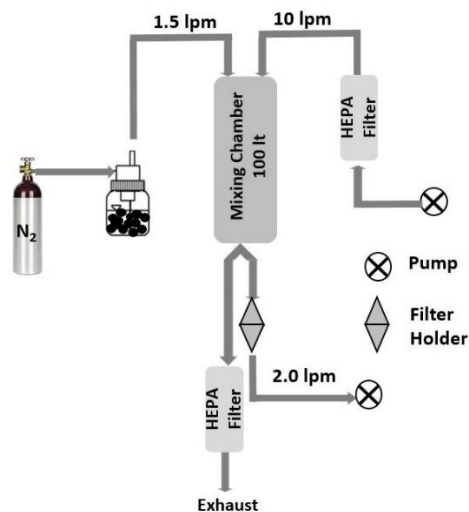 1.5 lpm
10 lpm
Mixing Chamber
100 lt
HEPA
Filter
N2
Pump
Filter
Holder
2.0 lpm
HEPA
Filter
Exhaust